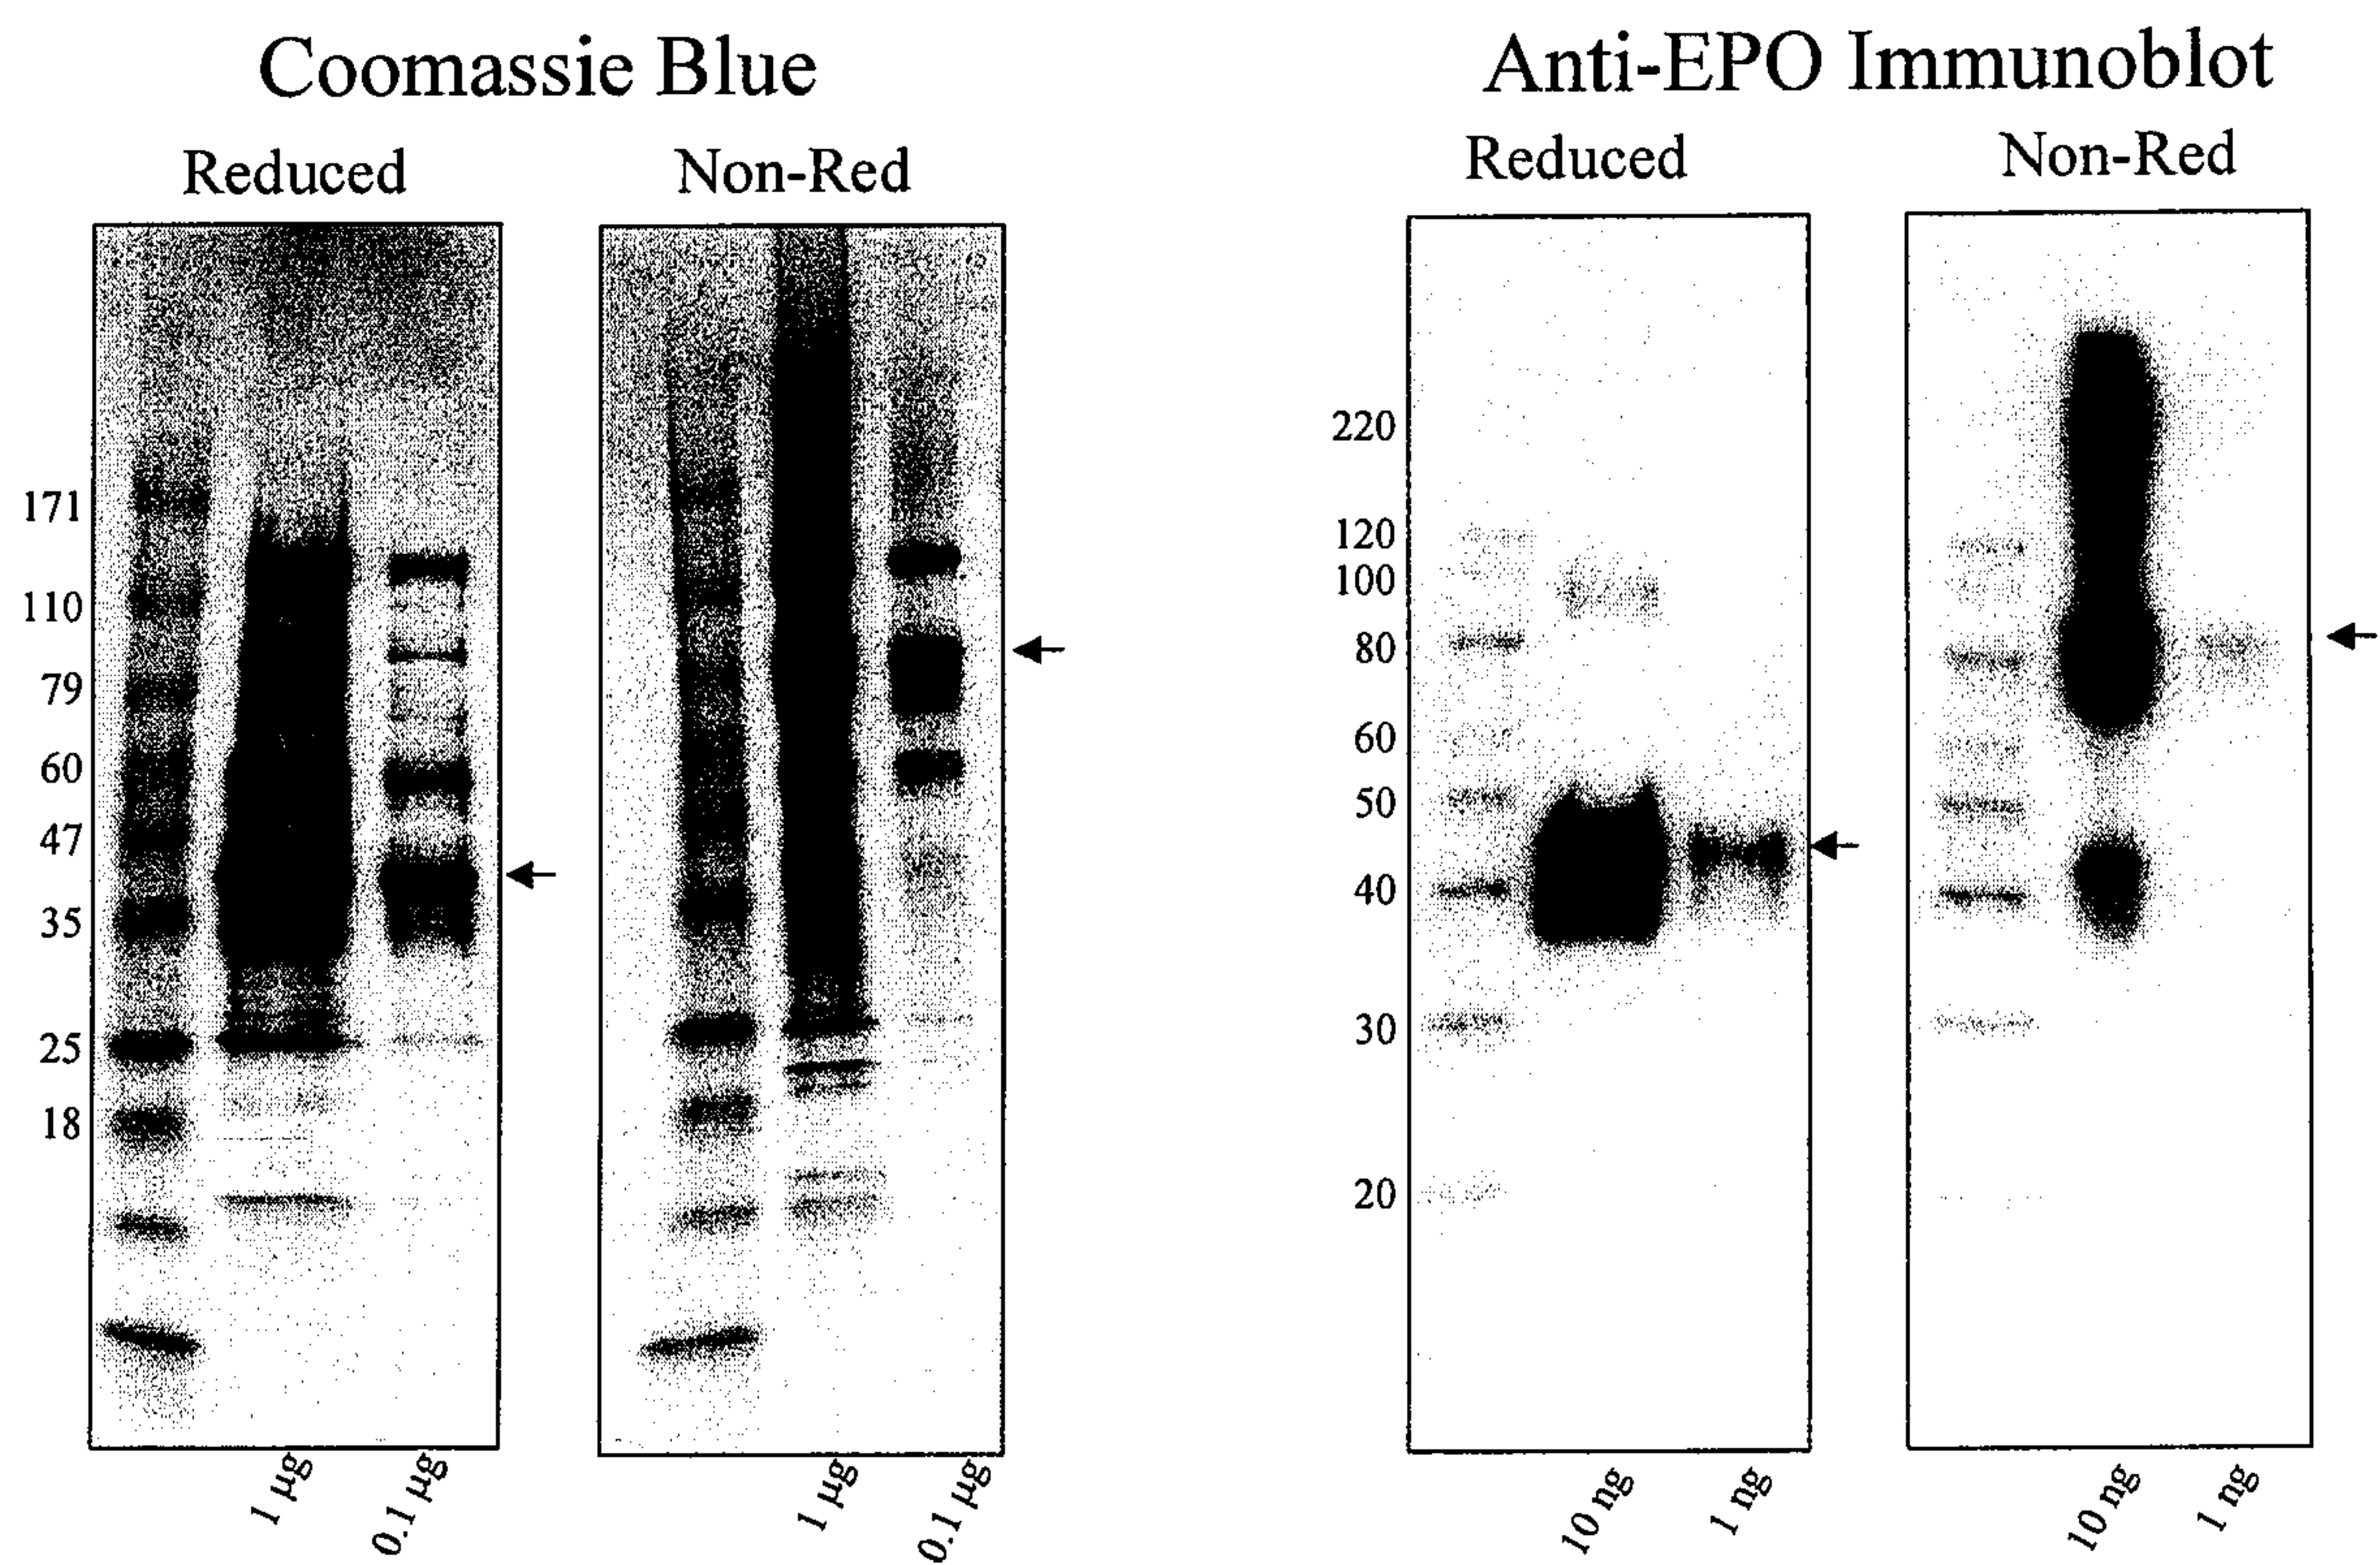 Coomassie Blue
Reduced
Non-Red
171
110
79
60
47
35
25
18
1 µg
0.1 µg
1 µg
0.1 µg
Anti-EPO Immunoblot
Reduced
Non-Red
220
120
100
80
60
50
40
30
20
10 ng
1 ng
10 ng
1 ng